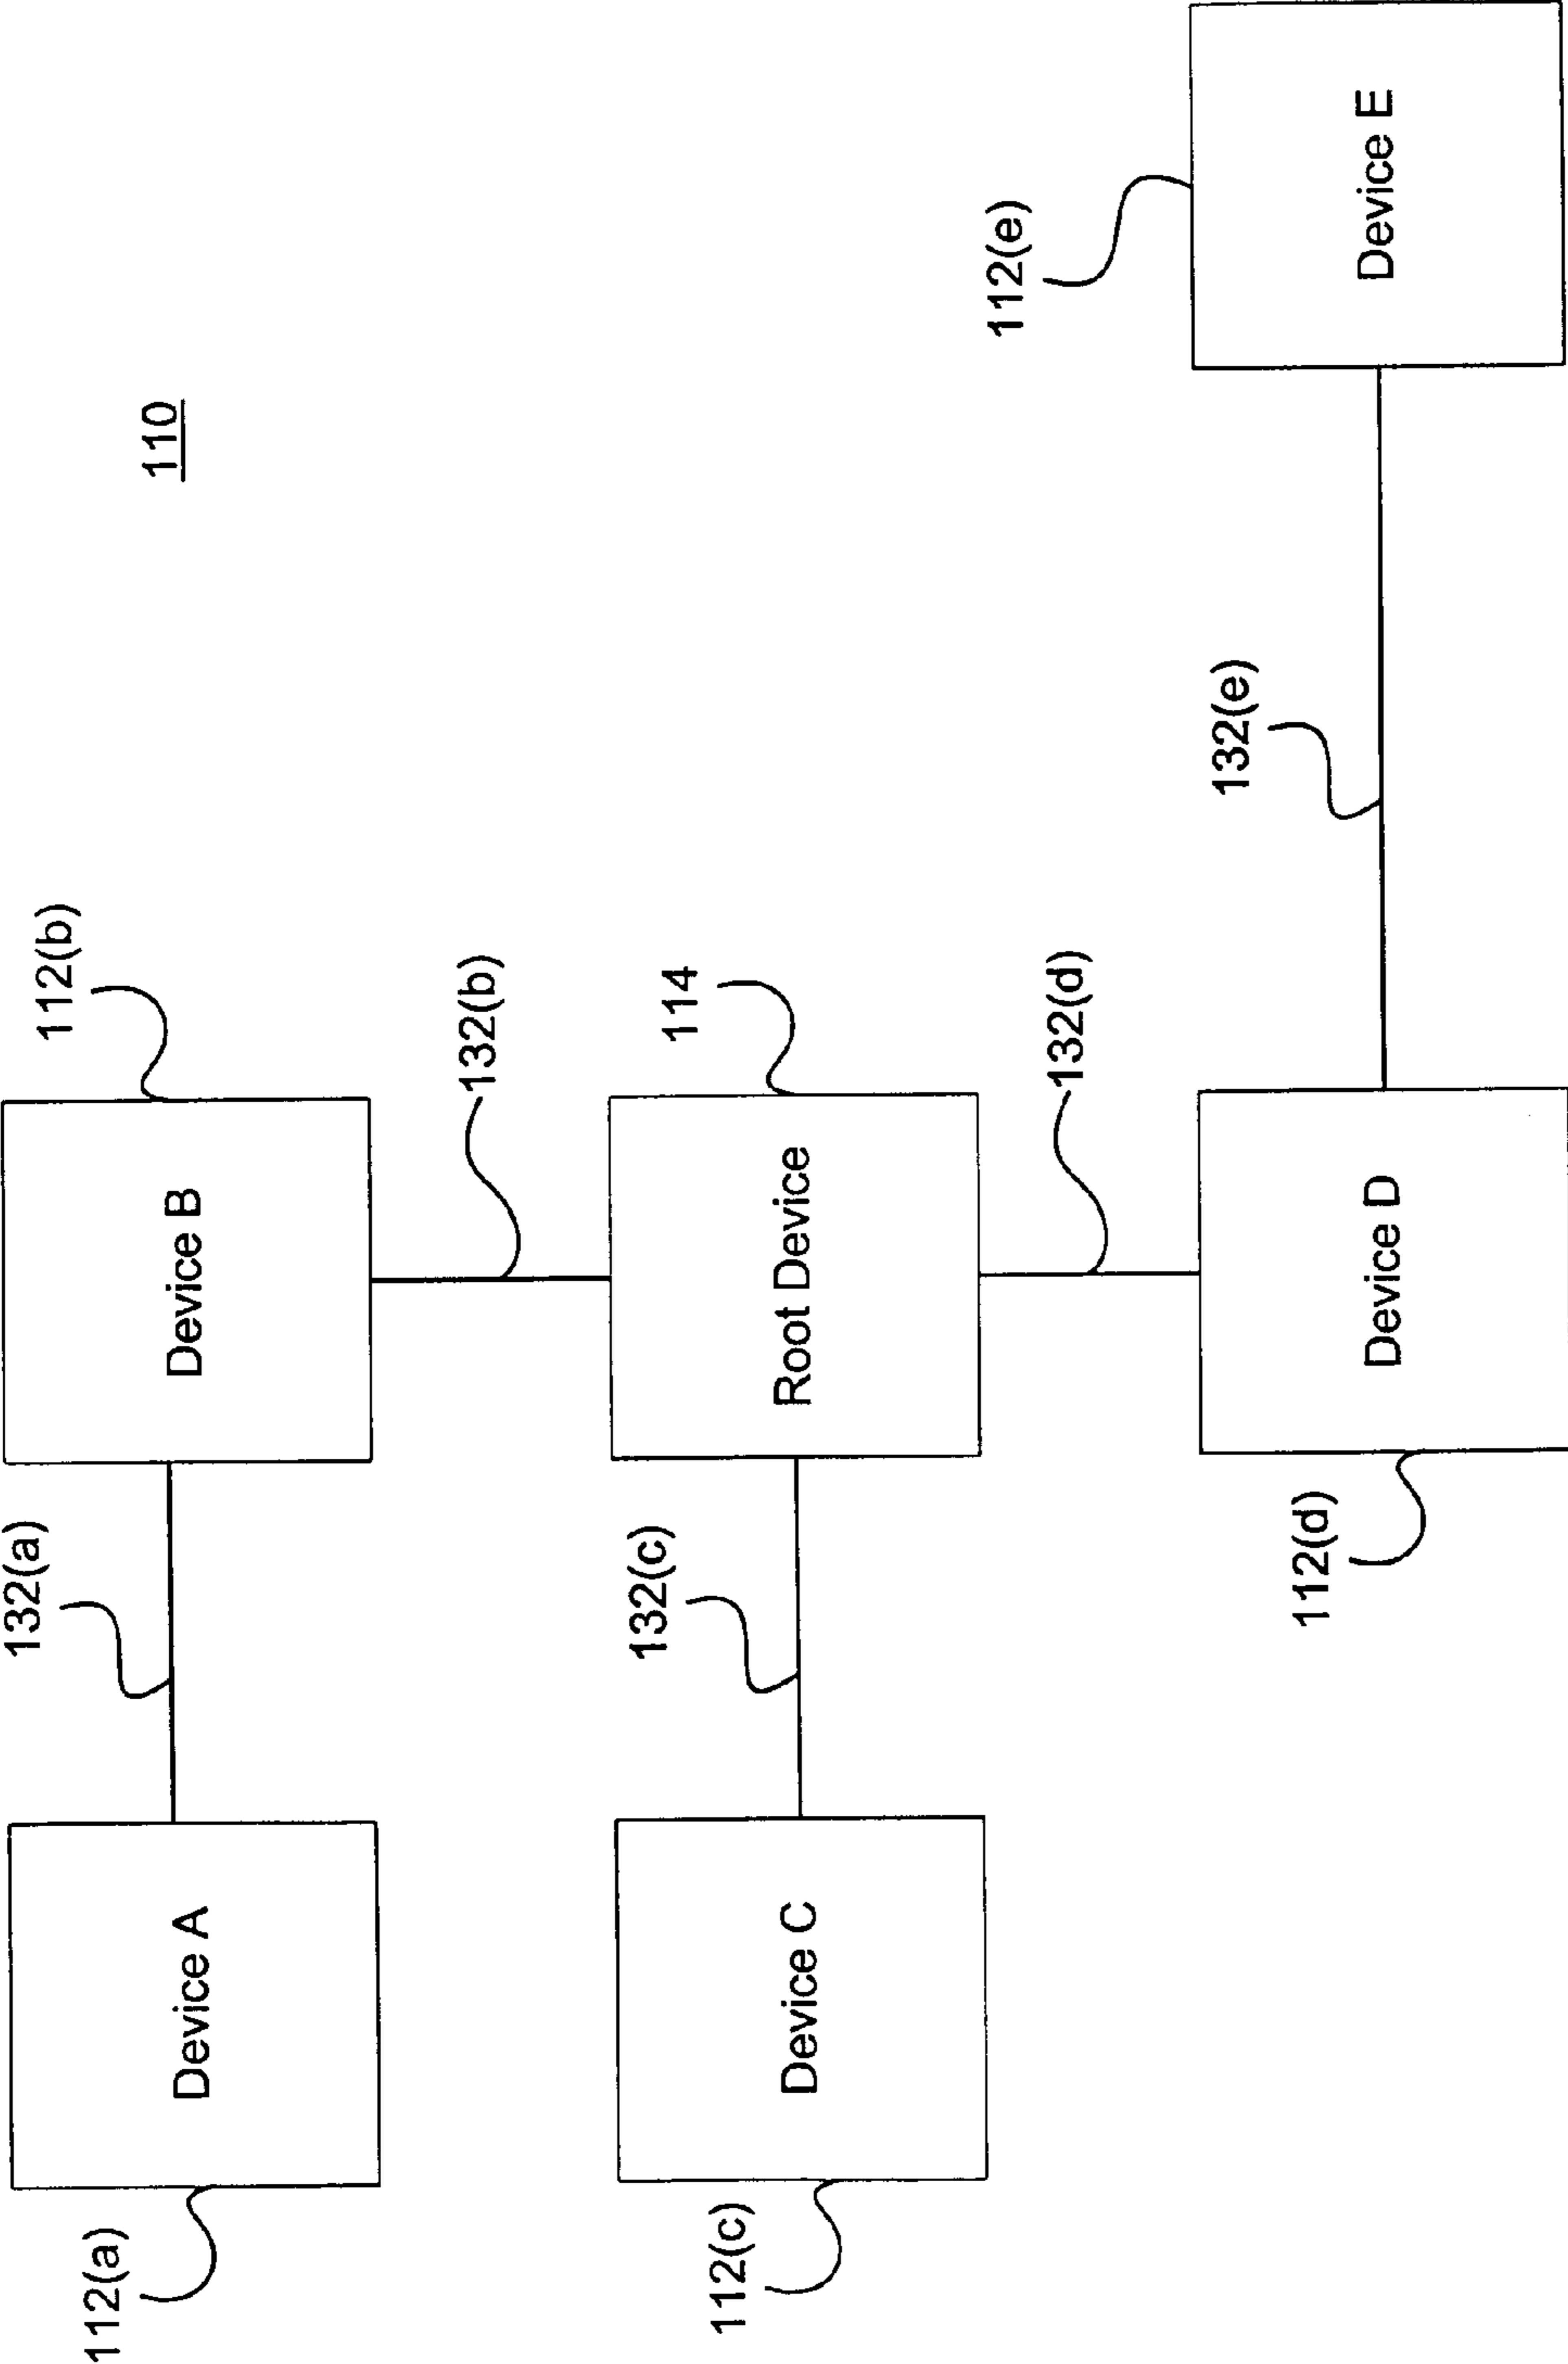 132(a)
112(b)
112(a)
110
Device A
Device B
132(b)
132(c)
114
112(c)
Device C
Root Device
112(e)
132(d)
132(e)
112(d)
Device D
Device E